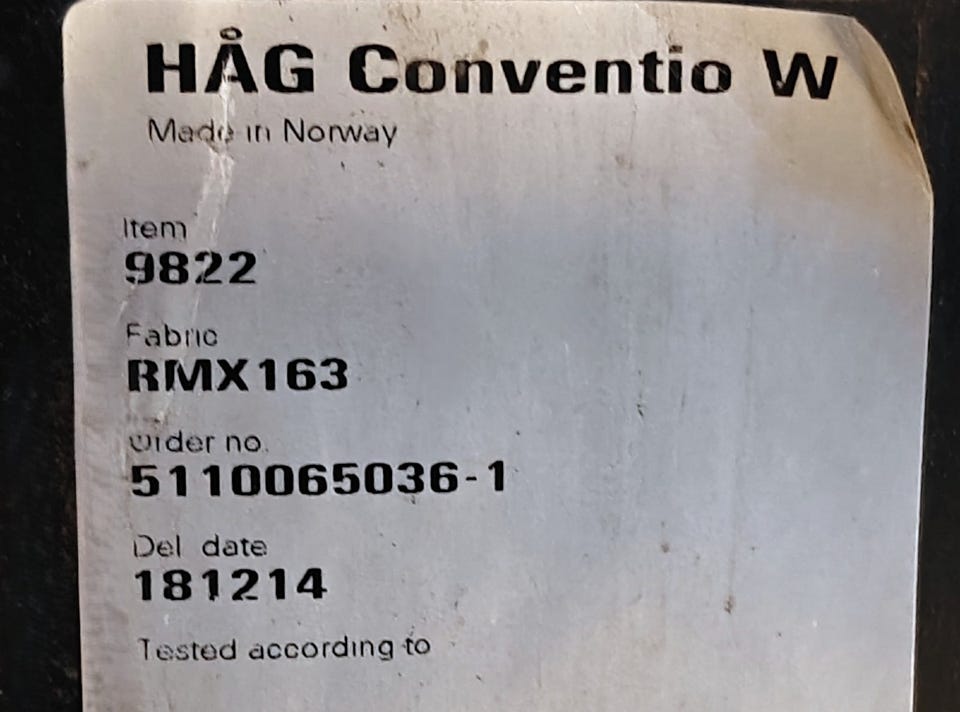 HÅG Conventio W
Made in Norway
Item
9822
Fabric
RMX163
Order no.
5110065036-1
Del date
181214
Tested according to